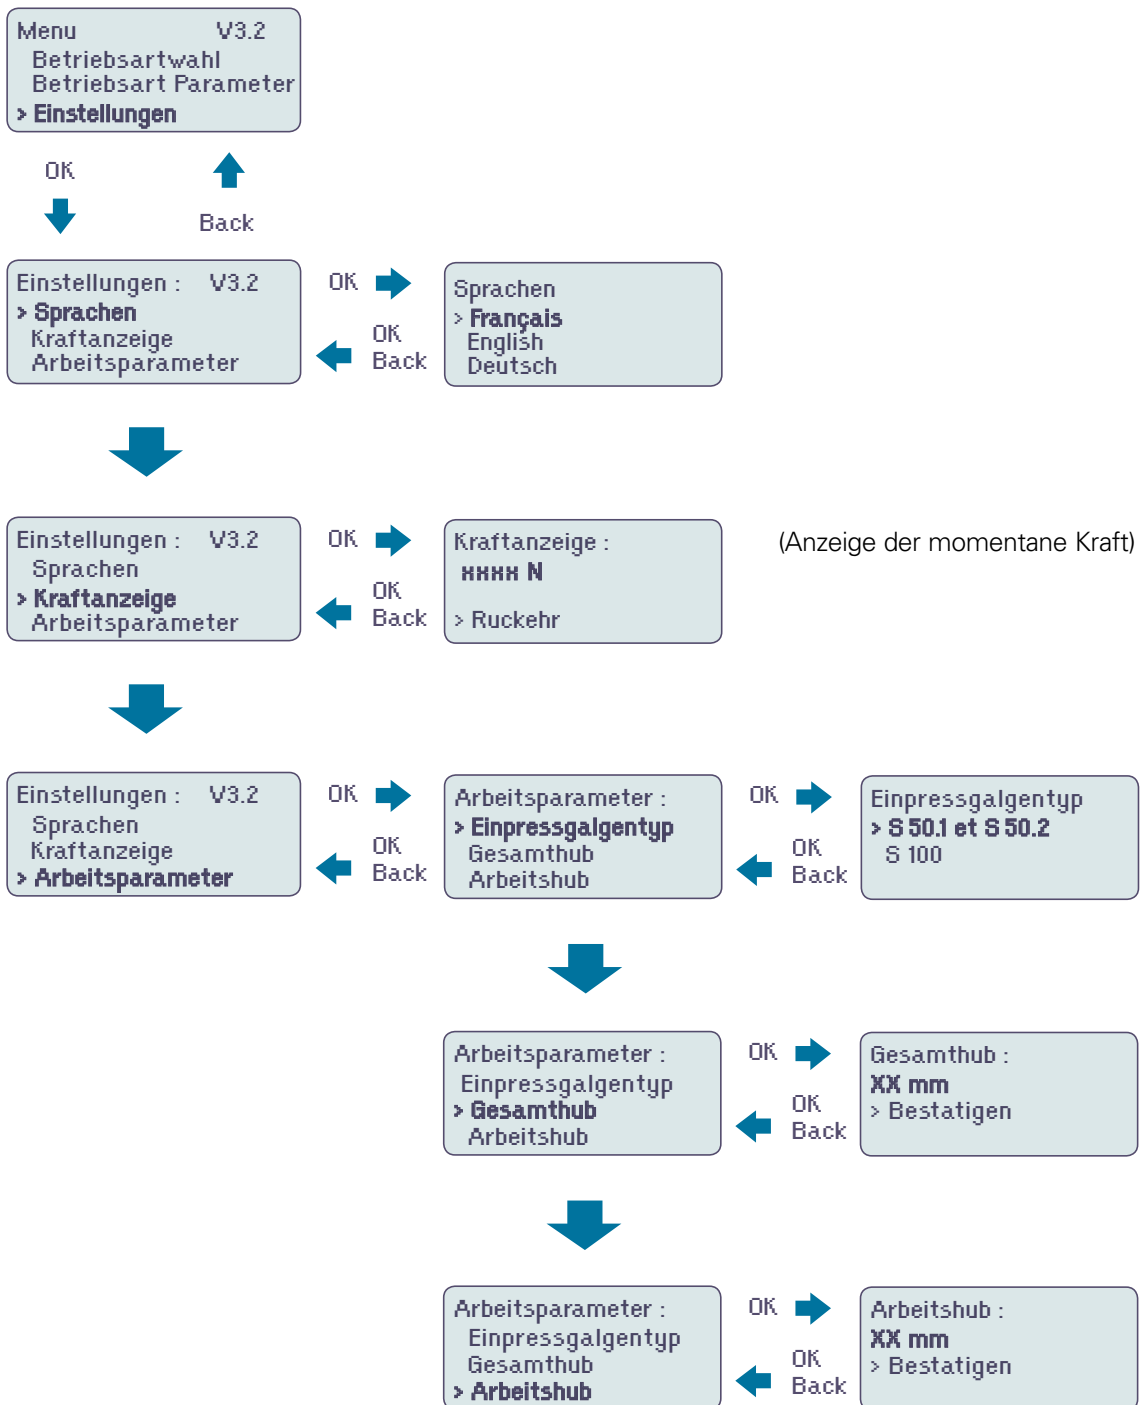 Menu V3.2
Betriebsartwahl
Betriebsart Parameter
> Einstellungen
OK
Back
Einstellungen : V3.2
> Sprachen
Kraftanzeige
Arbeitsparameter
OK
OK
Back
Sprachen
> Français
English
Deutsch
Einstellungen : V3.2
Sprachen
> Kraftanzeige
Arbeitsparameter
OK
OK
Back
Kraftanzeige :
xxxx N
> Ruckehr
(Anzeige der momentane Kraft)
Einstellungen : V3.2
Sprachen
Kraftanzeige
> Arbeitsparameter
OK
OK
Back
Arbeitsparameter :
> Einpressgalgentyp
Gesamthub
Arbeitshub
OK
OK
Back
Einpressgalgentyp
> S 50.1 et S 50.2
S 100
Arbeitsparameter :
Einpressgalgentyp
> Gesamthub
Arbeitshub
OK
OK
Back
Gesamthub :
XX mm
> Bestatigen
Arbeitsparameter :
Einpressgalgentyp
Gesamthub
> Arbeitshub
OK
OK
Back
Arbeitshub :
XX mm
> Bestatigen